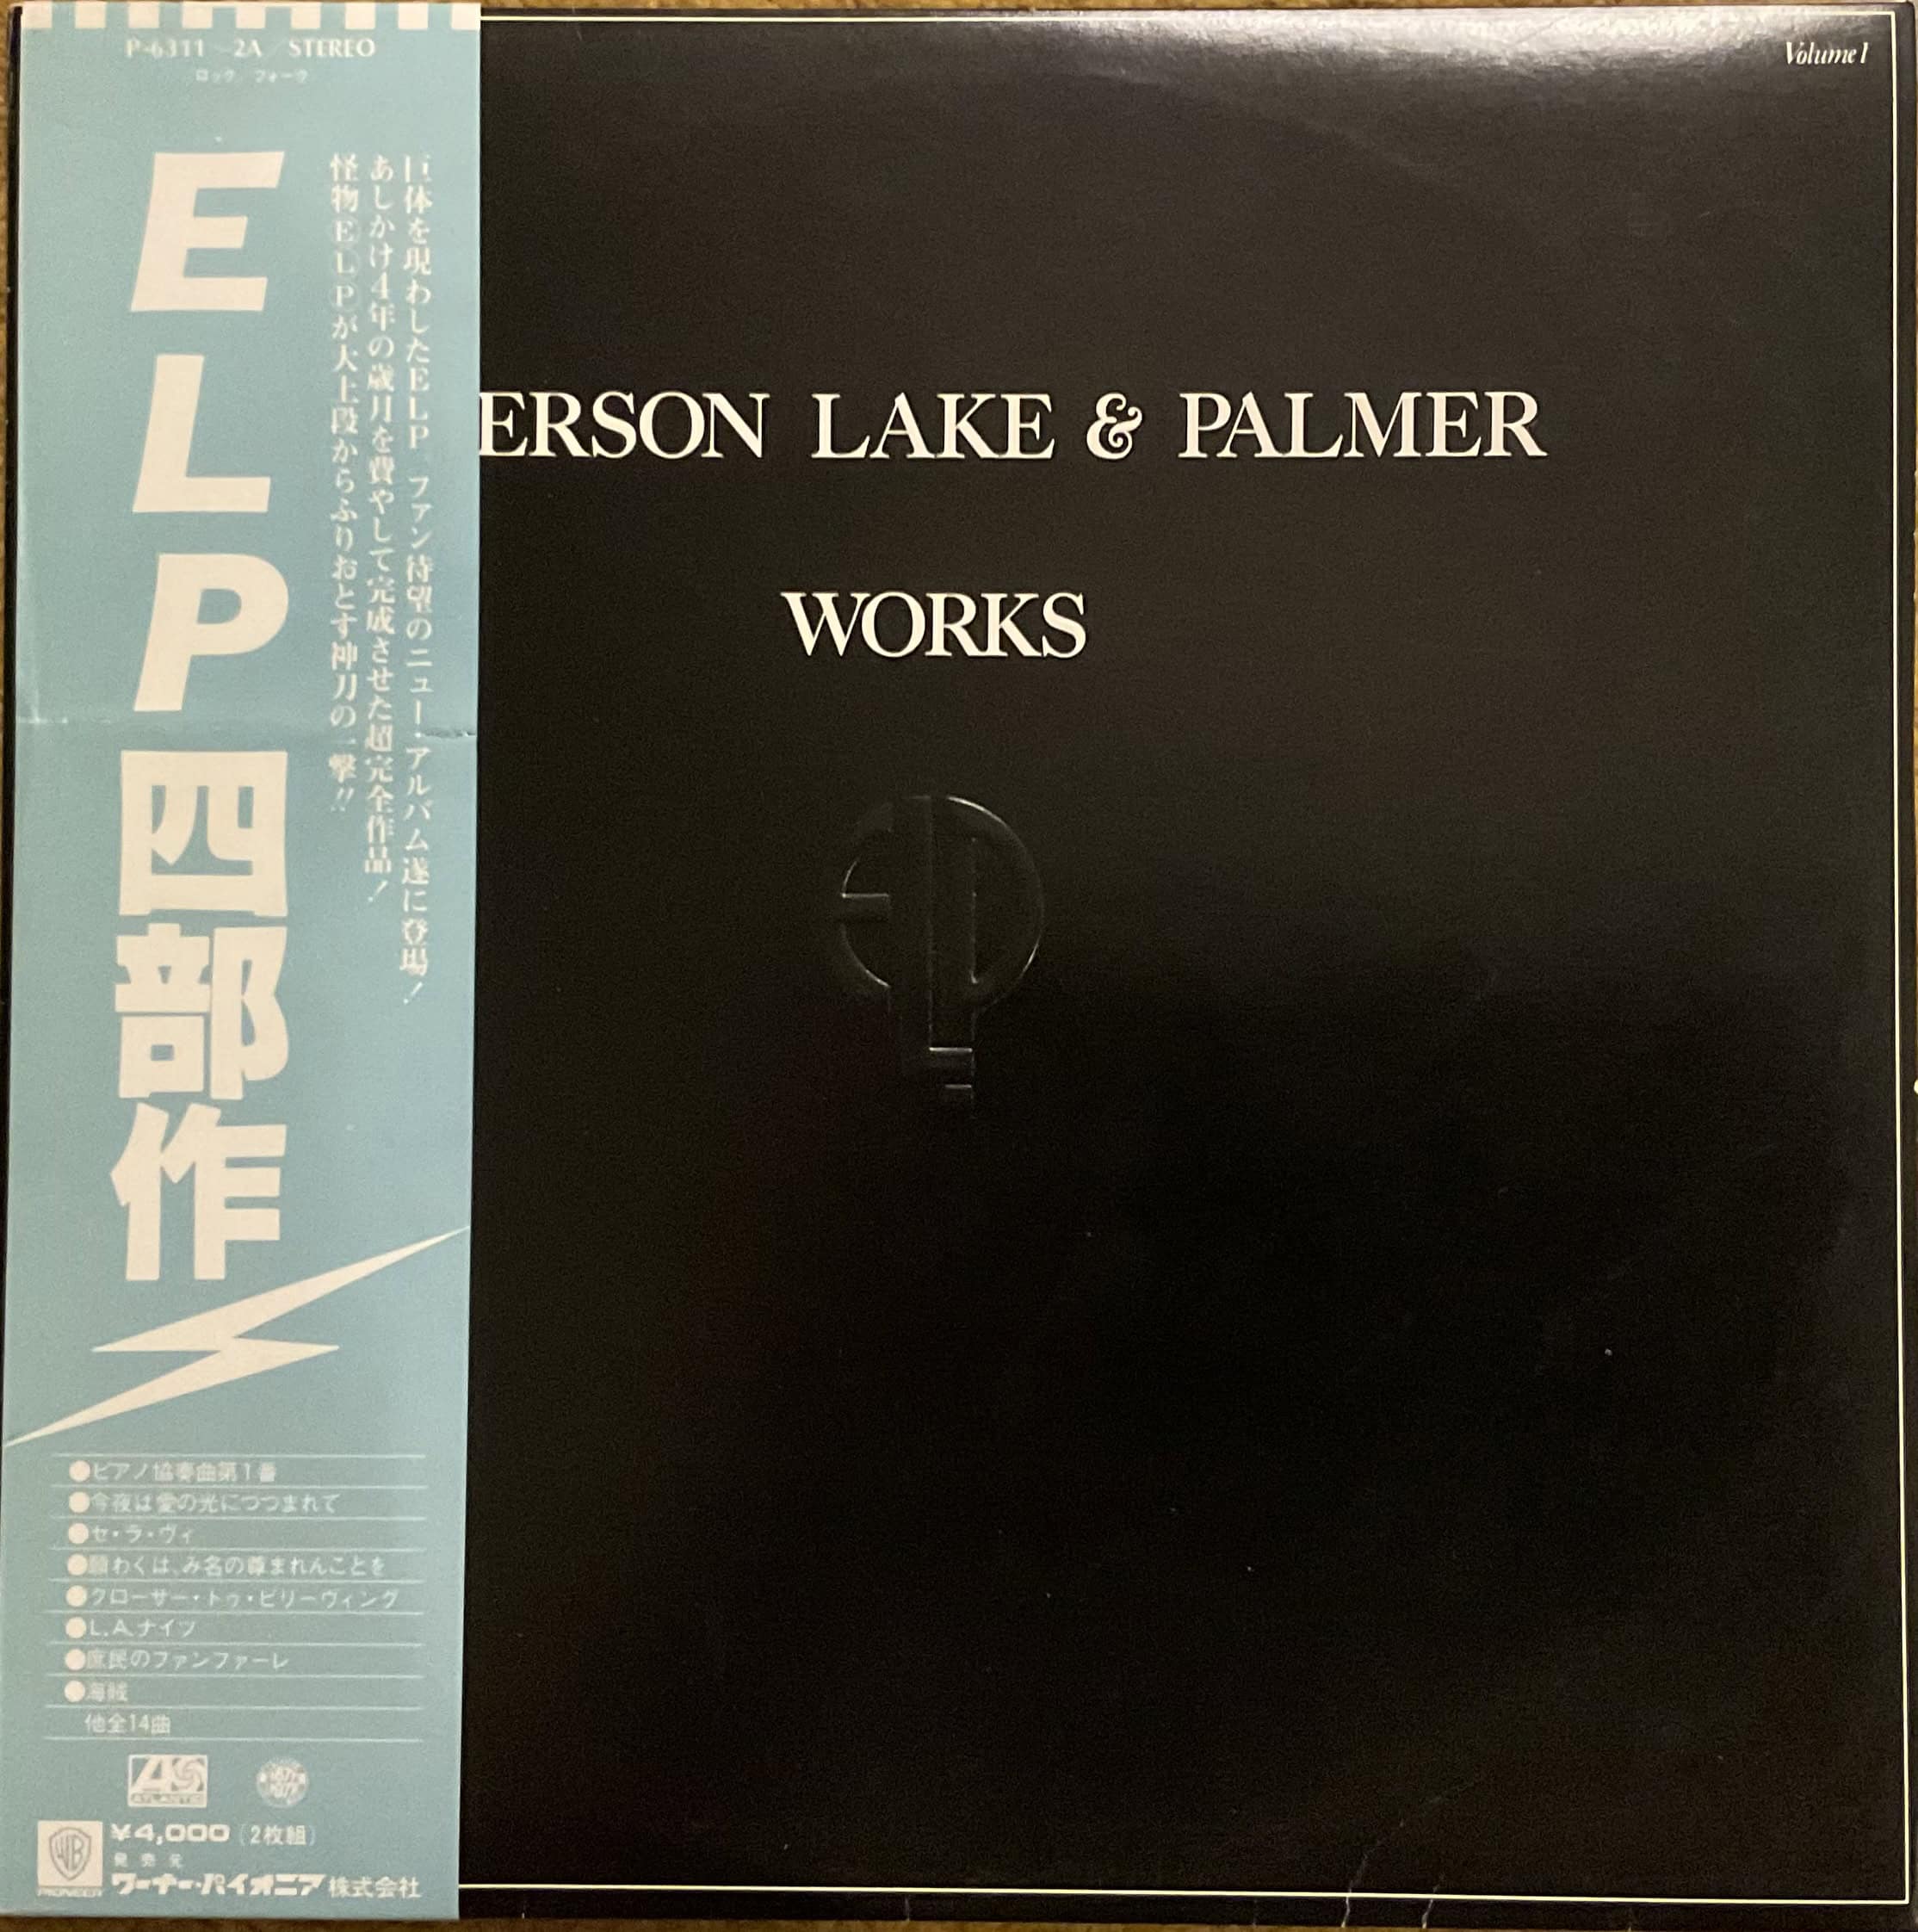 P-6311～2A／STEREO
ロック／フォーク
巨体を現わしたELP ファン待望のニュー・アルバム遂に登場!
あしかけ4年の歳月を費やして完成させた超完全作品!
怪物ELPが大上段からふりおとす神刀の一撃!!
ELP四部作
●ピアノ協奏曲第1番
●今夜は愛の光につつまれて
●セ・ラ・ヴィ
●願わくは、み名の尊まれんことを
●クローサー・トゥ・ビリーヴィング
●L.A.ナイツ
●庶民のファンファーレ
●海賊
他全14曲
ATLANTIC
¥4,000(2枚組)
発売元
ワーナー・パイオニア株式会社
WB
PIONEER
Volume 1
ERSON LAKE & PALMER
WORKS